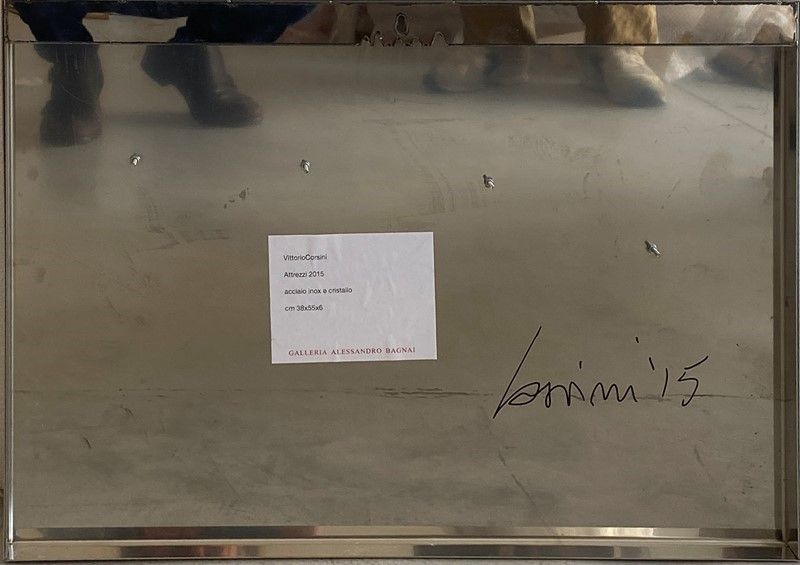 VittorioCorsini
Attrezzi 2015
acciaio inox e cristallo
cm 38x55x6
GALLERIA ALESSANDRO BAGNAI
Corsini '15